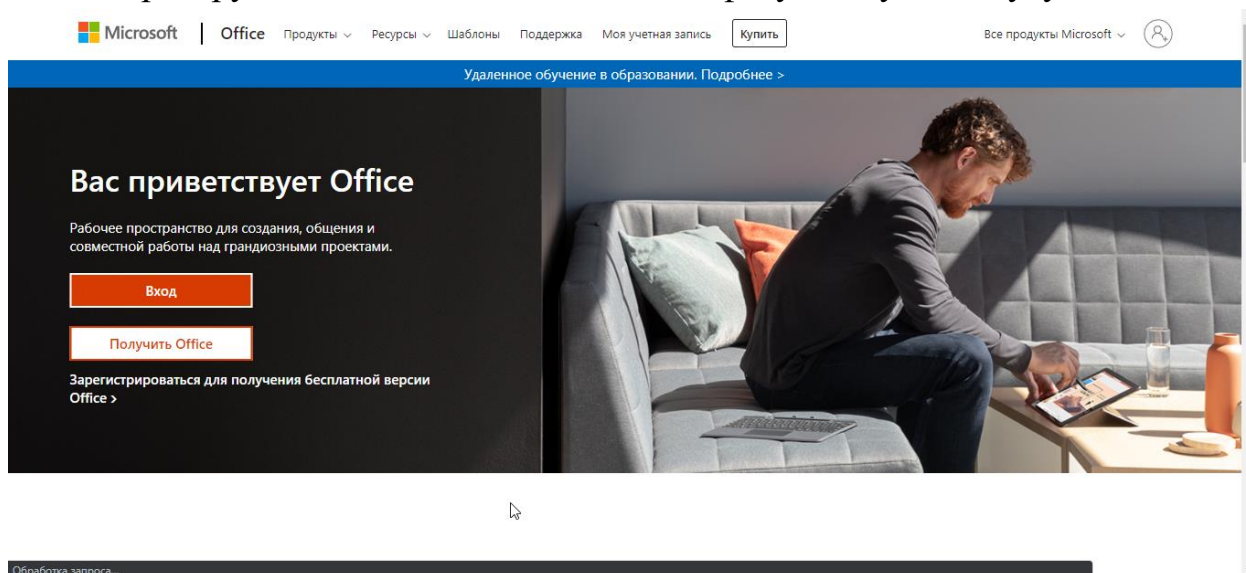 Microsoft | Office Продукты Ресурсы Шаблоны Поддержка Моя учетная запись Купить Все продукты Microsoft
Удаленное обучение в образовании. Подробнее >
Вас приветствует Office
Рабочее пространство для создания, общения и
совместной работы над грандиозными проектами.
Вход
Получить Office
Зарегистрироваться для получения бесплатной версии
Office >
Обработка запроса...